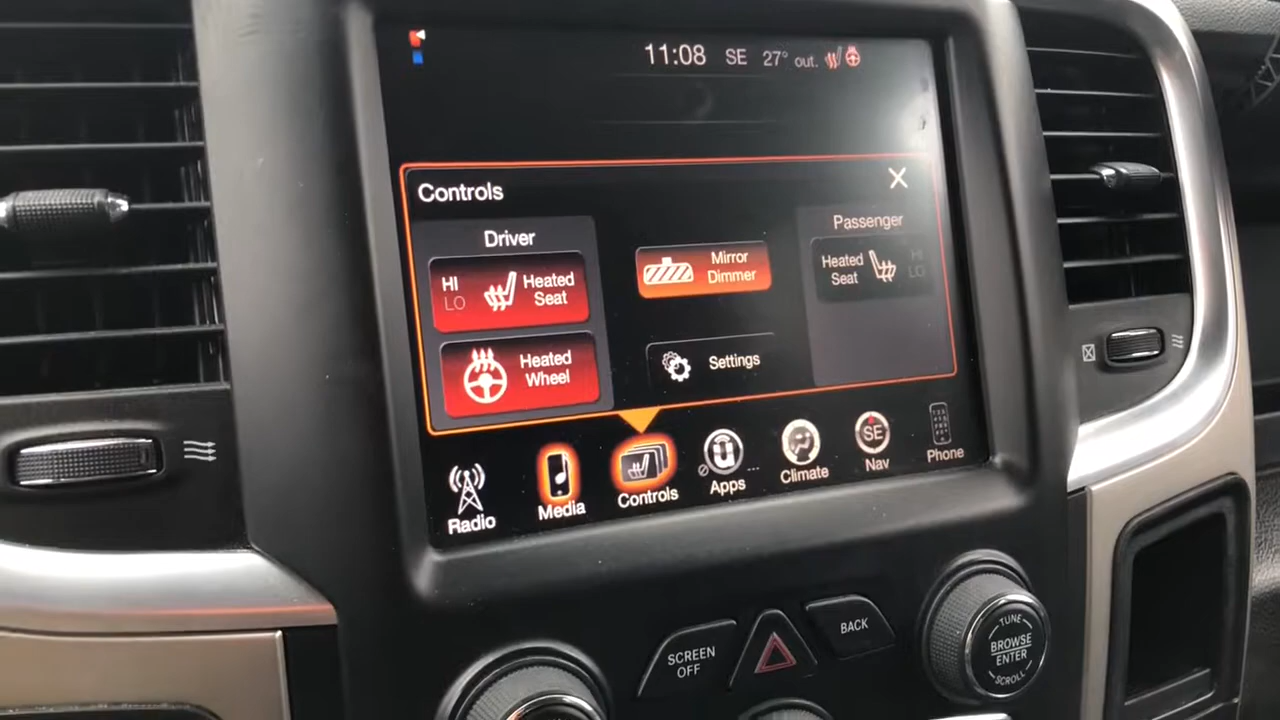 11:08 SE 27° out.
Controls
X
Driver
HI
LO
Heated
Seat
Heated
Wheel
Mirror
Dimmer
Settings
Passenger
Heated
Seat
HI
LO
Radio
Media
Controls
Apps
Climate
SE
Nav
Phone
SCREEN
OFF
BACK
TUNE
BROWSE
ENTER
SCROLL